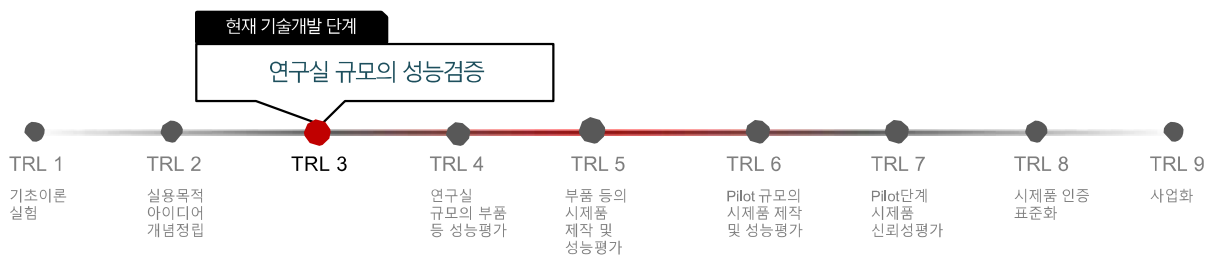 현재 기술개발 단계
연구실 규모의 성능검증
TRL 1
기초이론
실험
TRL 2
실용목적
아이디어
개념정립
TRL 3
TRL 4
연구실
규모의 부품
등 성능평가
TRL 5
부품 등의
시제품
제작 및
성능평가
TRL 6
Pilot 규모의
시제품 제작
및 성능평가
TRL 7
Pilot단계
시제품
신뢰성평가
TRL 8
시제품 인증
표준화
TRL 9
사업화